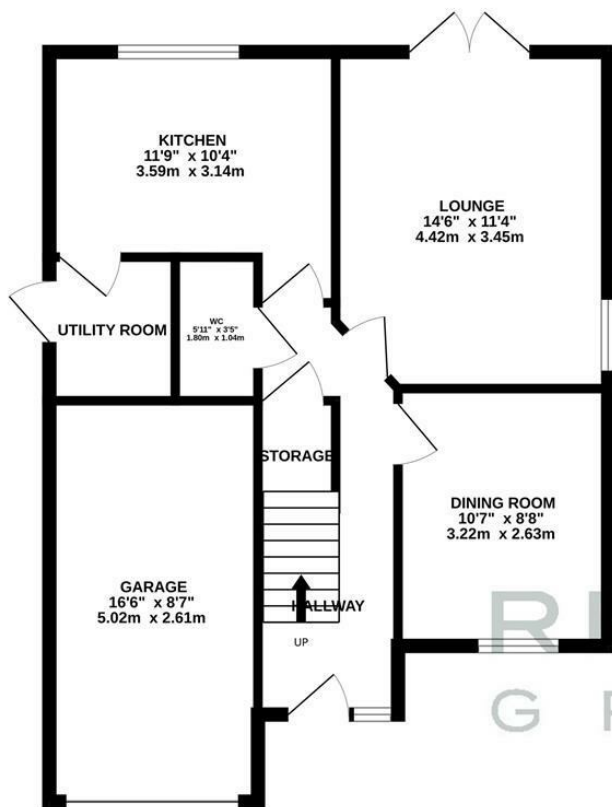 KITCHEN
11'9" x 10'4"
3.59m x 3.14m
LOUNGE
14'6" x 11'4"
4.42m x 3.45m
UTILITY ROOM
WC
5'11" x 3'5"
1.80m x 1.04m
STORAGE
DINING ROOM
10'7" x 8'8"
3.22m x 2.63m
GARAGE
16'6" x 8'7"
5.02m x 2.61m
HALLWAY
UP